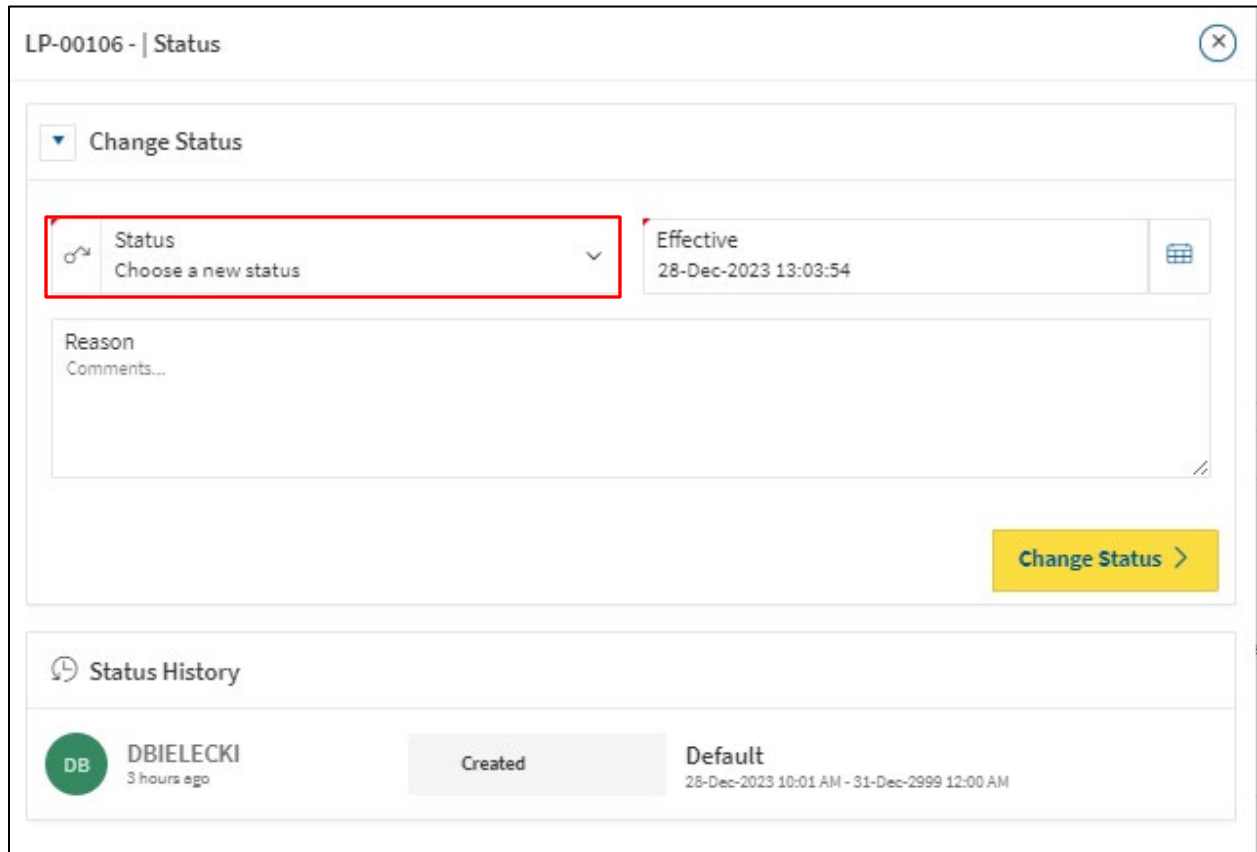 LP-00106 - | Status
Change Status
Status
Choose a new status
Effective
28-Dec-2023 13:03:54
Reason
Comments...
Change Status
Status History
DB
DBIELECKI
3 hours ago
Created
Default
28-Dec-2023 10:01 AM - 31-Dec-2999 12:00 AM